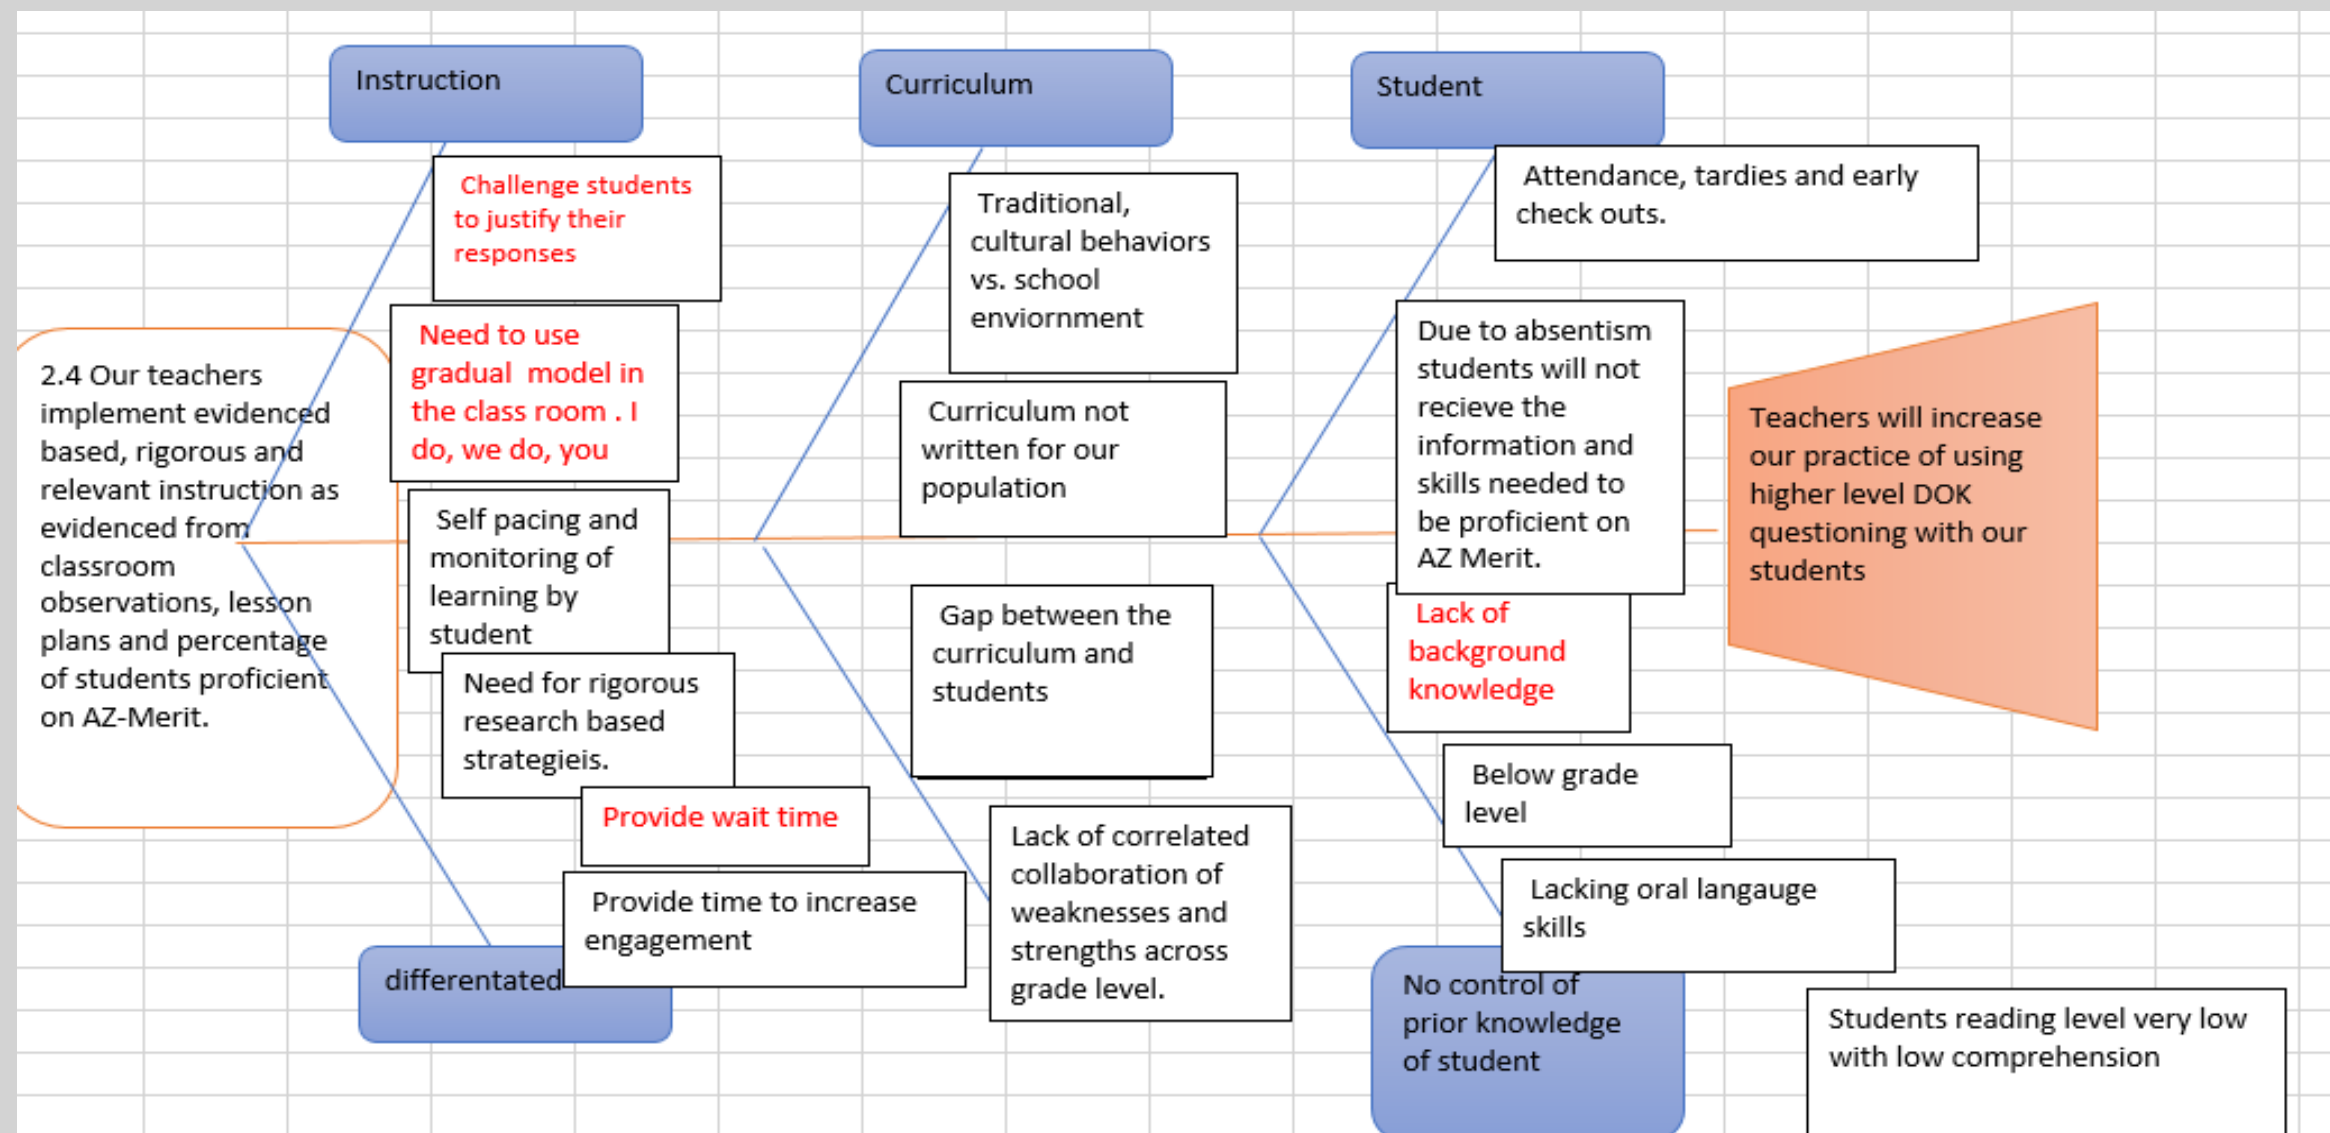 Instruction
Curriculum
Student
2.4 Our teachers
implement evidenced
based, rigorous and
relevant instruction as
evidenced from
classroom
observations, lesson
plans and percentage
of students proficient
on AZ-Merit.
Challenge students
to justify their
responses
Need to use
gradual model in
the class room . I
do, we do, you
Self pacing and
monitoring of
learning by
student
Need for rigorous
research based
strategieis.
Provide wait time
Provide time to increase
engagement
differentated
Traditional,
cultural behaviors
vs. school
enviornment
Curriculum not
written for our
population
Gap between the
curriculum and
students
Lack of correlated
collaboration of
weaknesses and
strengths across
grade level.
Attendance, tardies and early
check outs.
Due to absentism
students will not
recieve the
information and
skills needed to
be proficient on
AZ Merit.
Lack of
background
knowledge
Below grade
level
Lacking oral langauge
skills
No control of
prior knowledge
of student
Students reading level very low
with low comprehension
Teachers will increase
our practice of using
higher level DOK
questioning with our
students